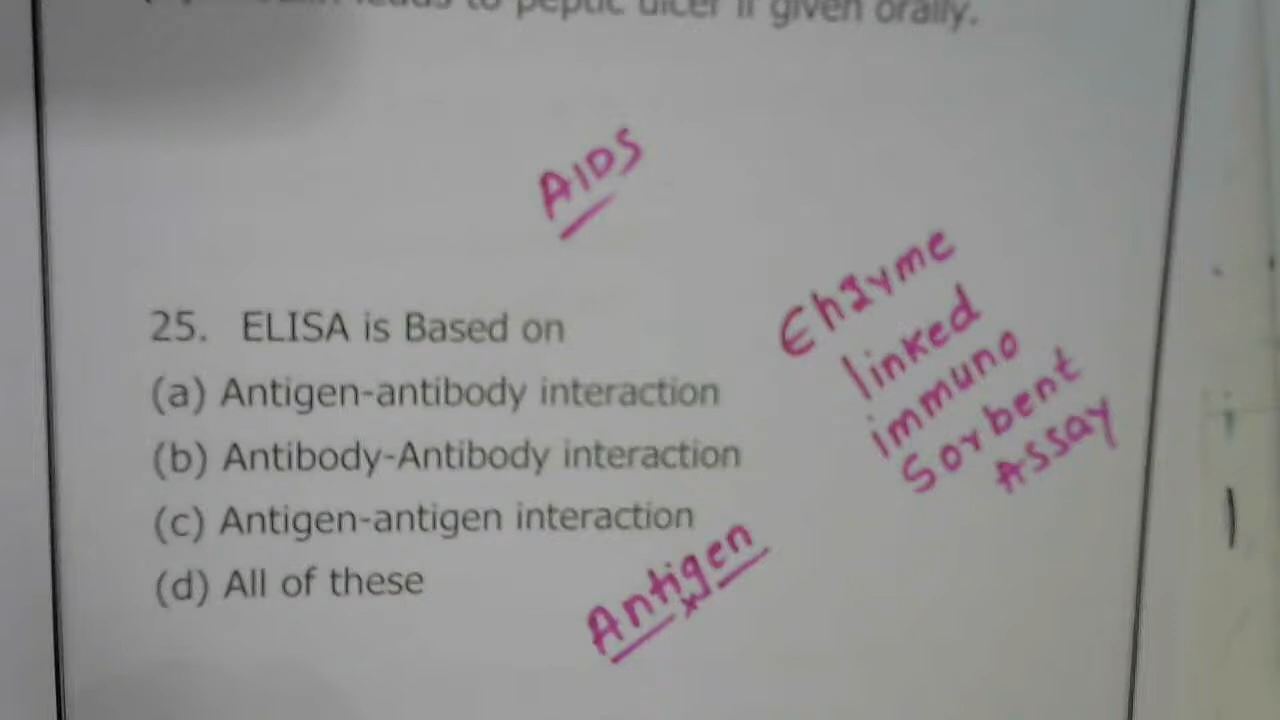 to peptic ulcer if given orally.
AIDS
25. ELISA is Based on
(a) Antigen-antibody interaction
(b) Antibody-Antibody interaction
(c) Antigen-antigen interaction
(d) All of these
Enzyme
linked
immuno
Sorbent
Assay
Antigen